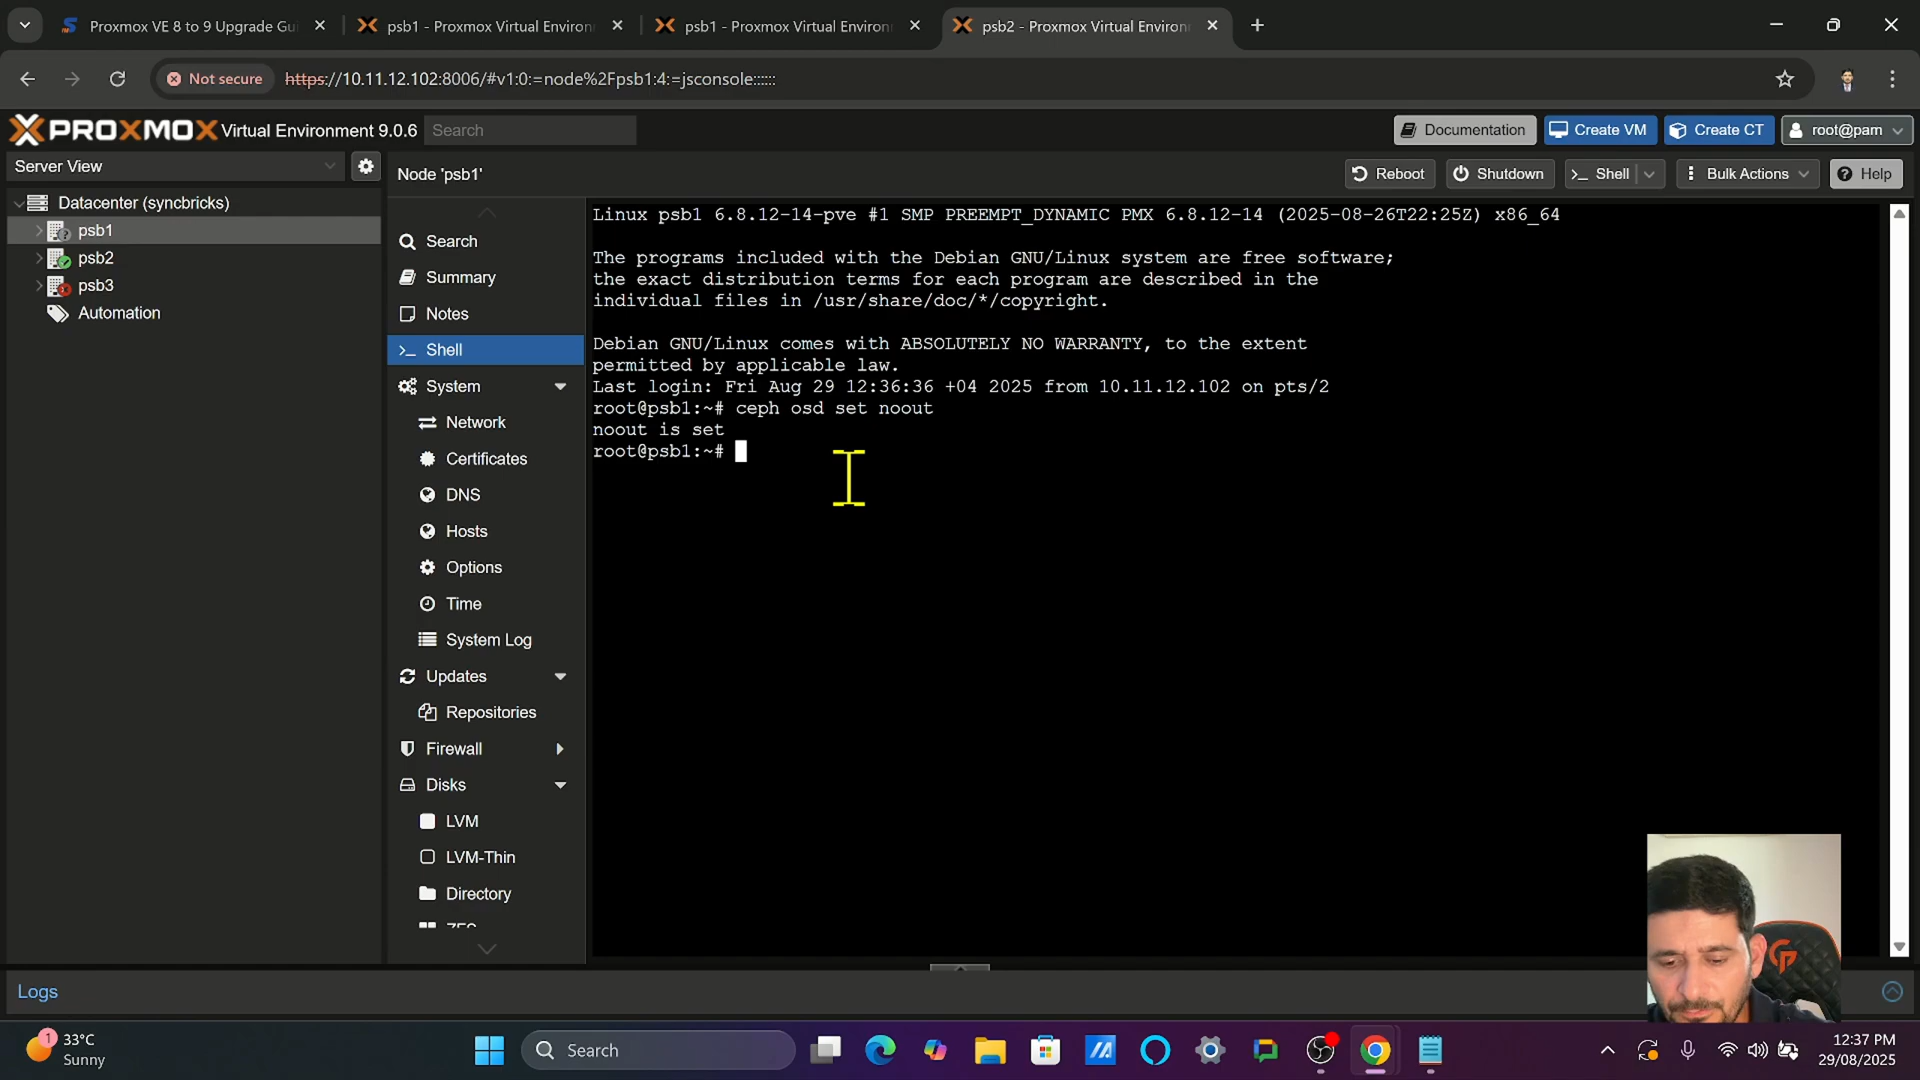 Proxmox VE 8 to 9 Upgrade Gui
psb1 - Proxmox Virtual Environ
psb1 - Proxmox Virtual Environ
psb2 - Proxmox Virtual Environ
Not secure
https://10.11.12.102:8006/#v1:0:=node%2Fpsb1:4:=jsconsole::::::
PROXMOX Virtual Environment 9.0.6
Search
Documentation
Create VM
Create CT
root@pam
Server View
Node 'psb1'
Reboot
Shutdown
Shell
Bulk Actions
Help
Datacenter (syncbricks)
psb1
psb2
psb3
Automation
Search
Summary
Notes
Shell
System
Network
Certificates
DNS
Hosts
Options
Time
System Log
Updates
Repositories
Firewall
Disks
LVM
LVM-Thin
Directory
ZFS
Linux psb1 6.8.12-14-pve #1 SMP PREEMPT_DYNAMIC PMX 6.8.12-14 (2025-08-26T22:25Z) x86_64
The programs included with the Debian GNU/Linux system are free software;
the exact distribution terms for each program are described in the
individual files in /usr/share/doc/*/copyright.
Debian GNU/Linux comes with ABSOLUTELY NO WARRANTY, to the extent
permitted by applicable law.
Last login: Fri Aug 29 12:36:36 +04 2025 from 10.11.12.102 on pts/2
root@psb1:~# ceph osd set noout
noout is set
root@psb1:~#
Logs
1
33°C
Sunny
Search
12:37 PM
29/08/2025